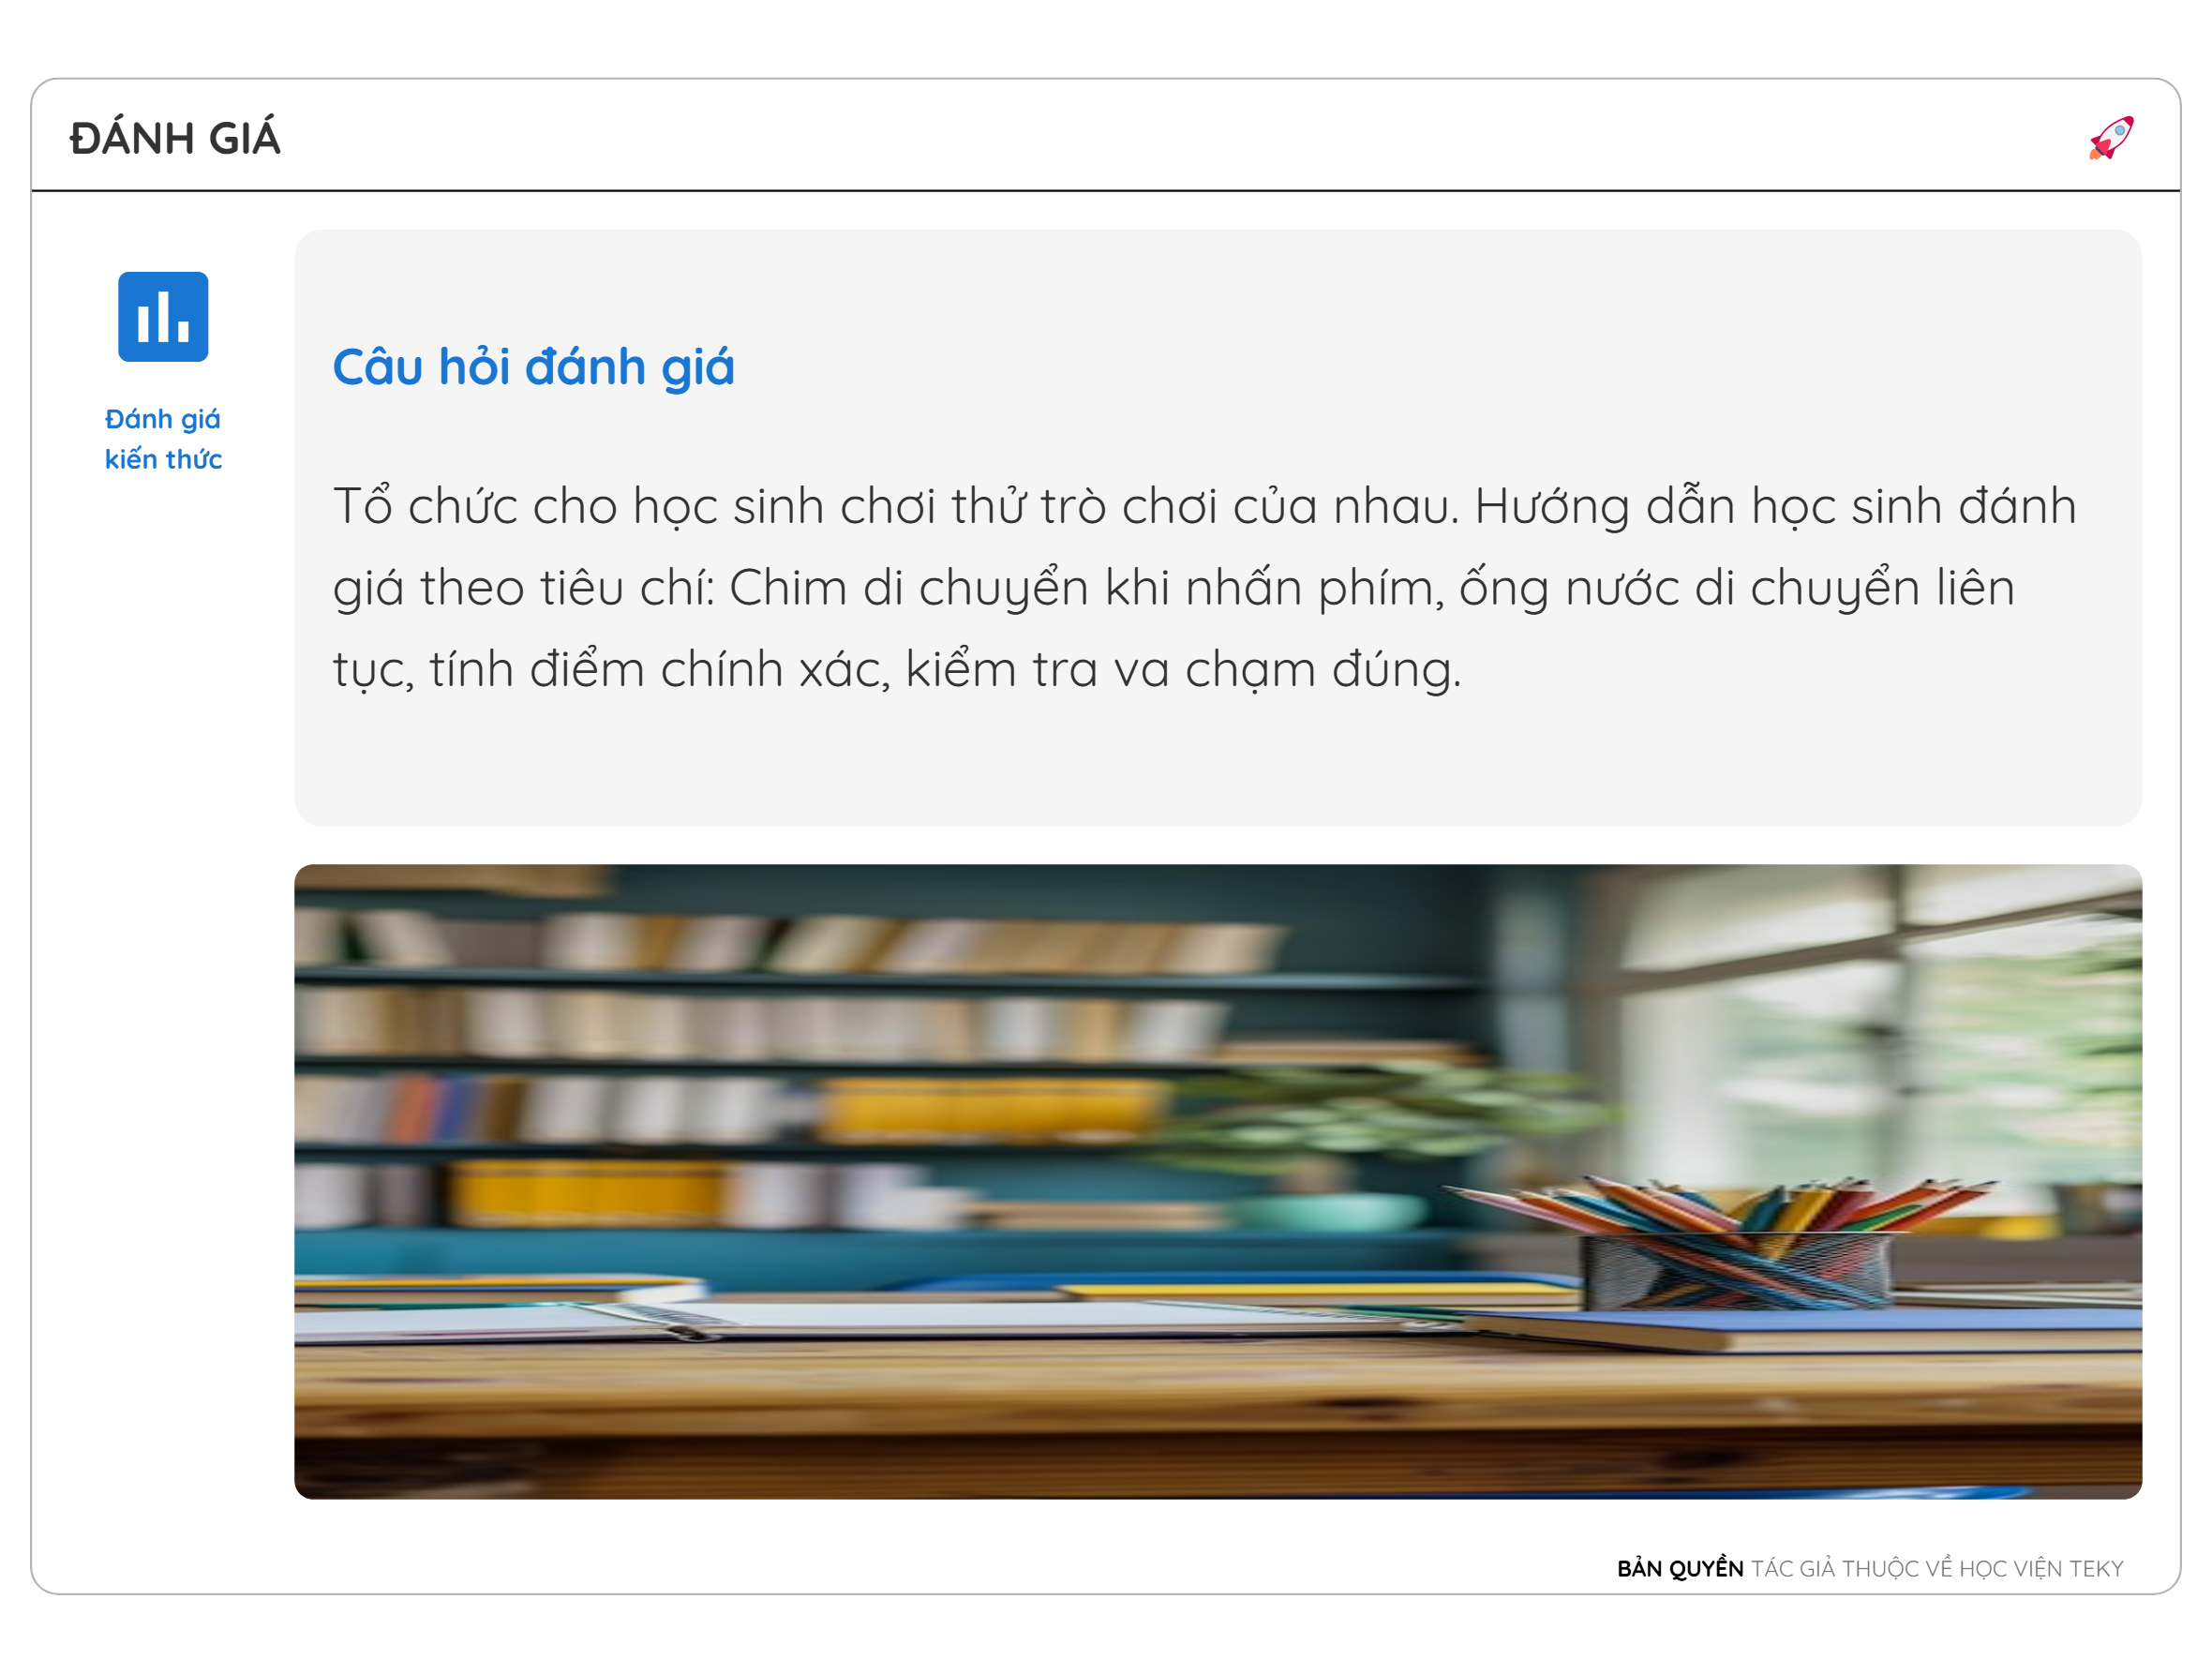 ĐÁNH GIÁ
Đánh giá
kiến thức
Câu hỏi đánh giá
Tổ chức cho học sinh chơi thử trò chơi của nhau. Hướng dẫn học sinh đánh
giá theo tiêu chí: Chim di chuyển khi nhấn phím, ống nước di chuyển liên
tục, tính điểm chính xác, kiểm tra va chạm đúng.
BẢN QUYỀN TÁC GIẢ THUỘC VỀ HỌC VIỆN TEKY